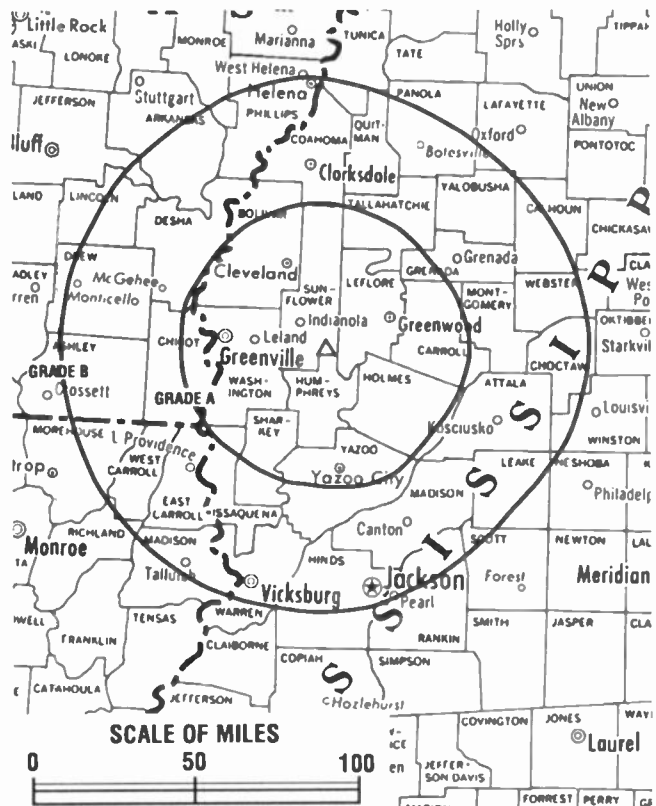 Little Rock
LONOKE
MONROE
Marianna
TUNICA
Holly
Sprs
TIPPAH
TATE
West Helena
Helena
PANOLA
UNION
New
Albany
JEFFERSON
Stuttgart
ARKANSAS
PHILLIPS
LAFAYETTE
Oxford
QUIT-
MAN
COAHOMA
Batesville
PONTOTOC
Bluff
Clarksdale
YALOBUSHA
LINCOLN
TALLAHATCHIE
CALHOUN
DESHA
BOLIVAR
CHICKASAW
DREW
McGehee
Monticello
Cleveland
SUN-
FLOWER
LEFLORE
Grenada
GRENADA
MONT-
GOMERY
WEBSTER
Indianola
Greenwood
OKTIBBEH
Starkvil
ASHLEY
CHICOT
Leland
Greenville
CARROLL
CHOCTAW
GRADE B
Crossett
GRADE A
WASH-
INGTON
HUM-
PHREYS
HOLMES
ATTALA
Kosciusko
Louisvi
WINSTON
MOREHOUSE
L. Providence
WEST
CARROLL
SHAR-
KEY
YAZOO
Yazoo City
LEAKE
NESHOBA
Philadelp
EAST
CARROLL
ISSAQUENA
MADISON
Canton
RICHLAND
Monroe
MADISON
Tallulah
HINDS
SCOTT
NEWTON
Meridian
Vicksburg
Jackson
Pearl
Forest
TENSAS
WARREN
RANKIN
SMITH
JASPER
FRANKLIN
CLAIBORNE
COPIAH
SIMPSON
CATAHOULA
JEFFERSON
Hazlehurst
S S I S S I P P
SCALE OF MILES
0 50 100
COVINGTON
JONES
Laurel
JEFFER-
SON DAVIS
FORREST
PERRY